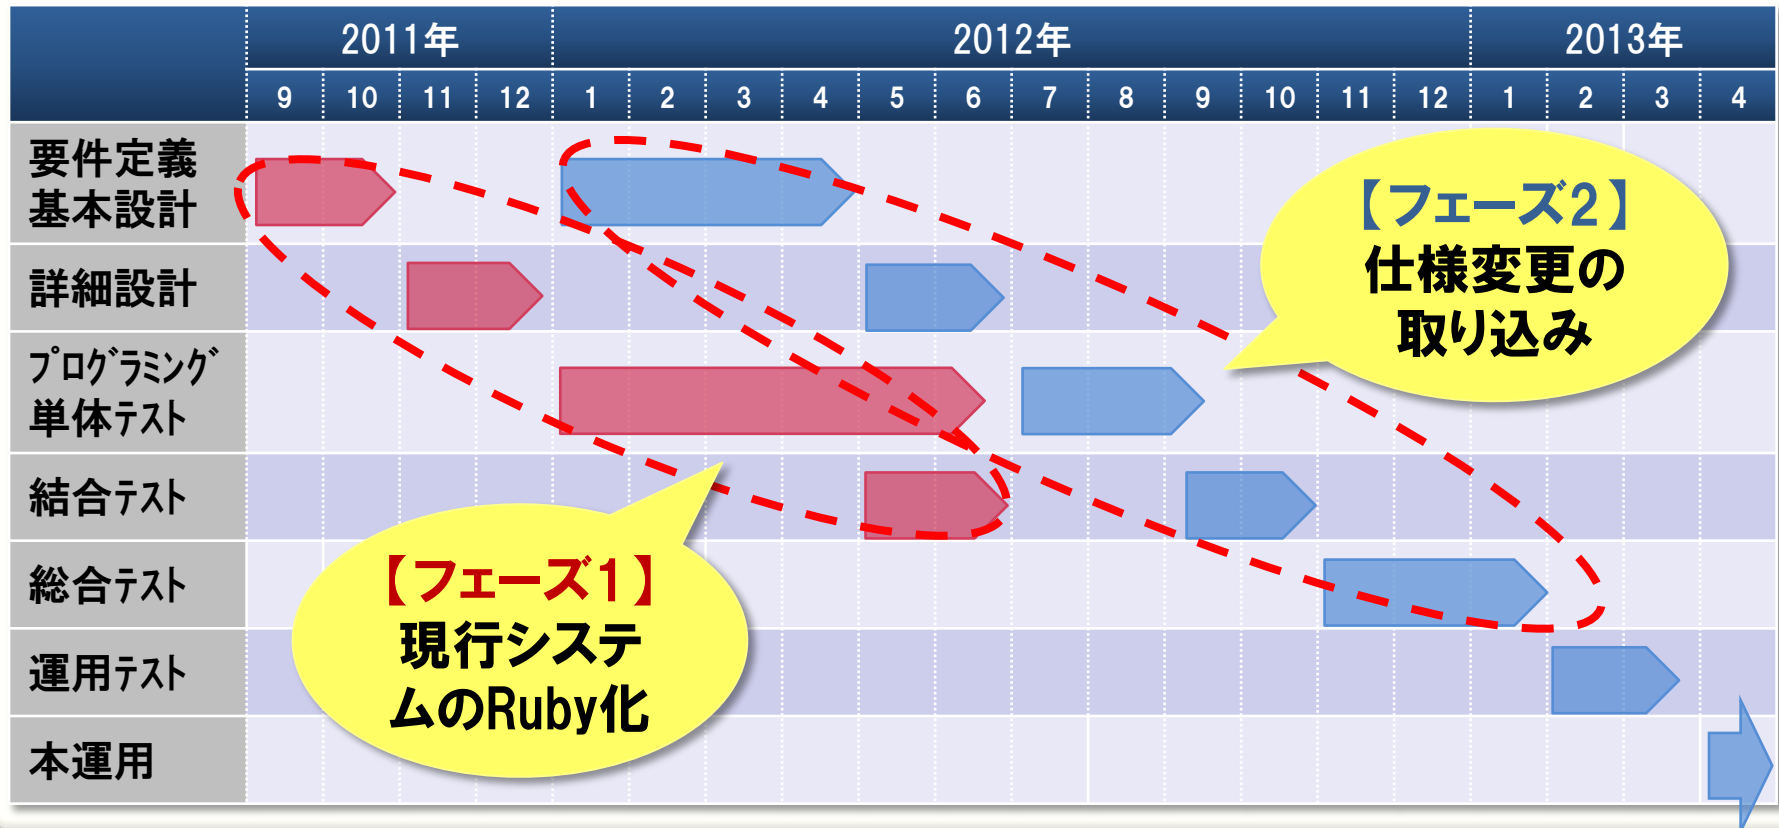 2011年 2012年 2013年
9 10 11 12 1 2 3 4 5 6 7 8 9 10 11 12 1 2 3 4
要件定義
基本設計
詳細設計
ﾌﾟﾛｸﾞﾗﾐﾝｸﾞ
単体ﾃｽﾄ
結合ﾃｽﾄ
総合ﾃｽﾄ
運用ﾃｽﾄ
本運用
【フェーズ2】
仕様変更の
取り込み
【フェーズ1】
現行システ
ムのRuby化